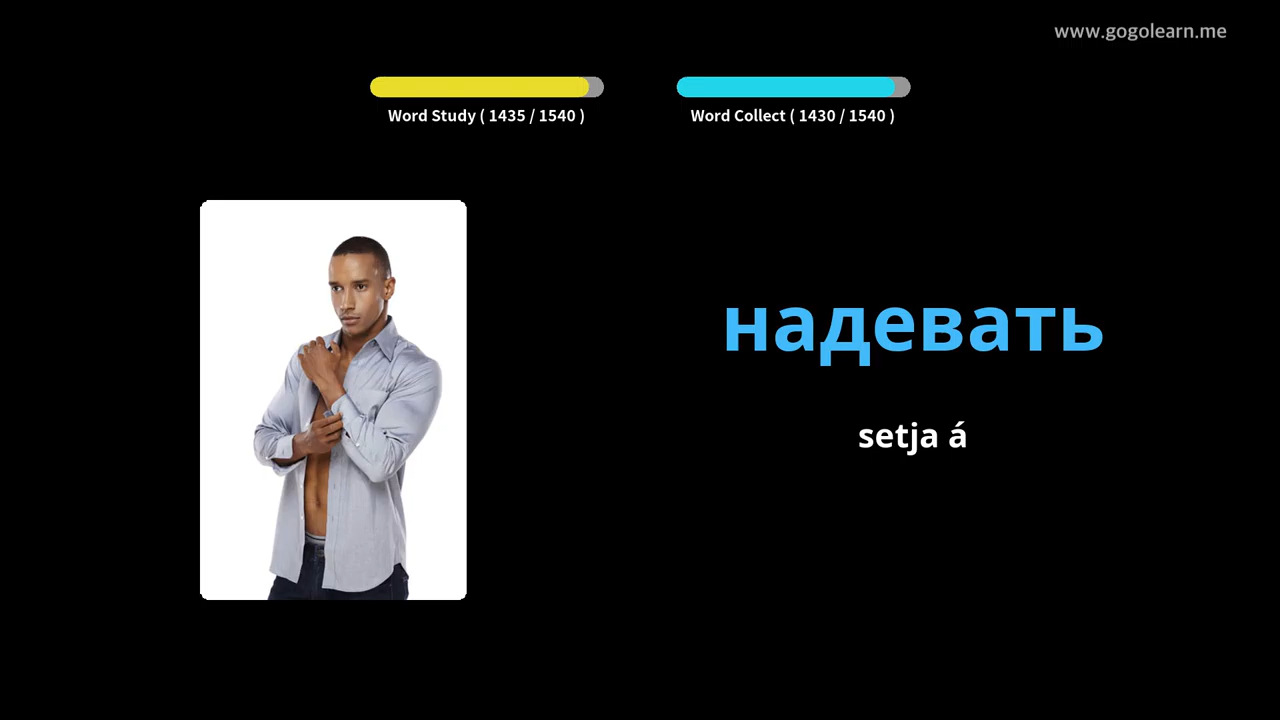 www.gogolearn.me
Word Study ( 1435 / 1540 )
Word Collect ( 1430 / 1540 )
надевать
setja á